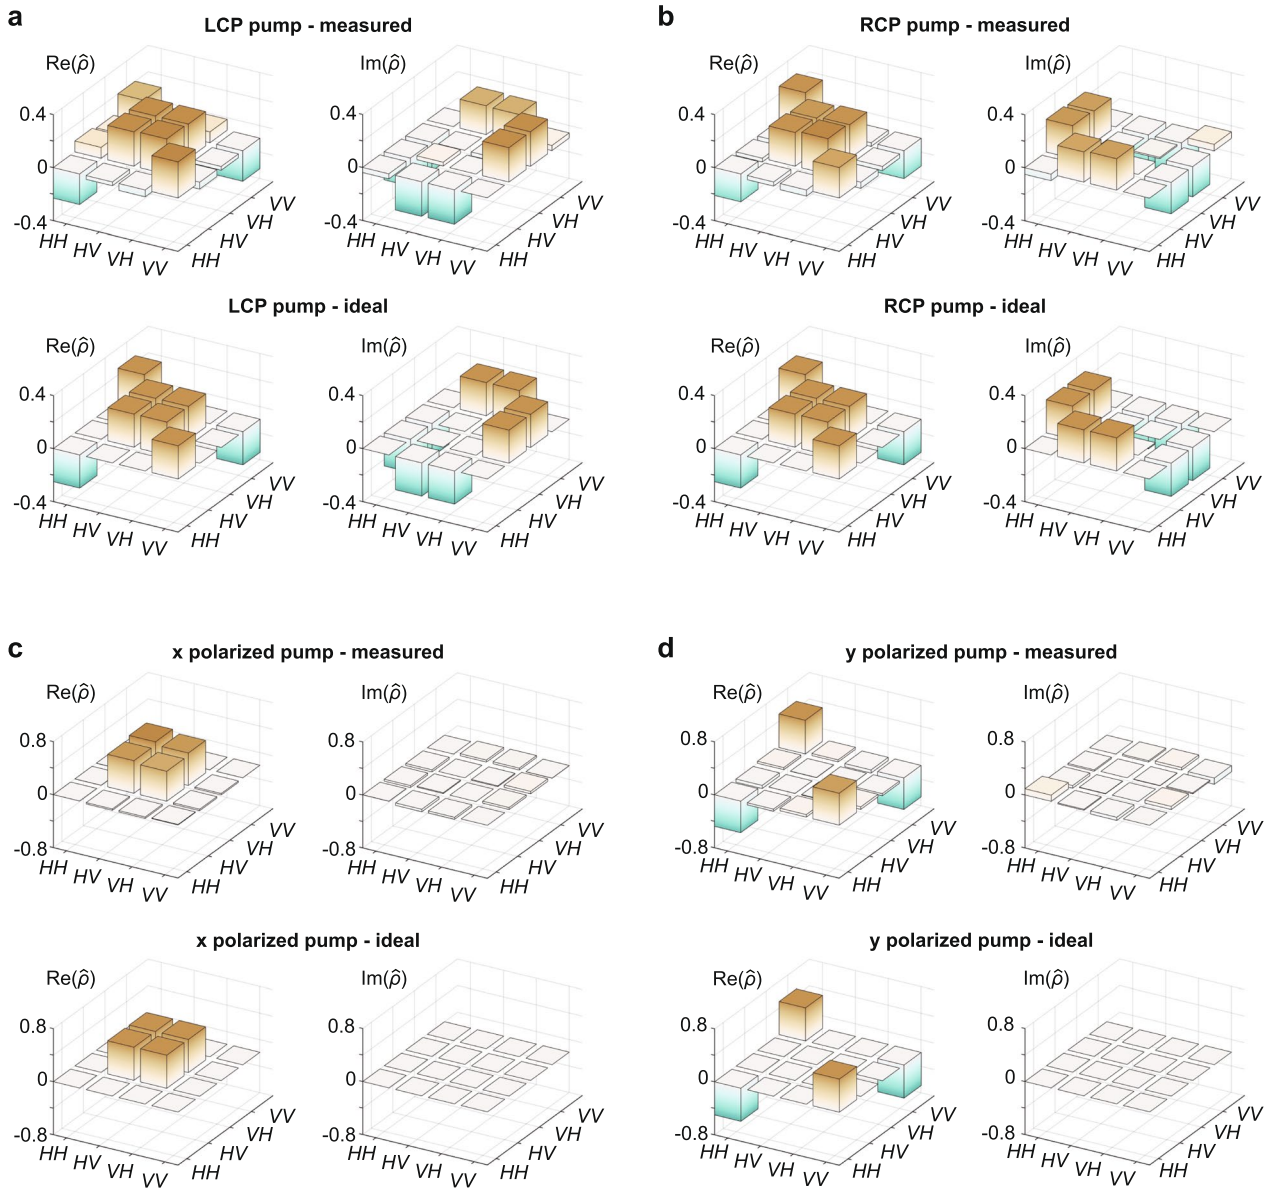 a
LCP pump - measured
Re(ρ̂)
0.4
0
-0.4
HH
HV
VH
VV
HH
HV
VH
VV
Im(ρ̂)
0.4
0
-0.4
HH
HV
VH
VV
HH
HV
VH
VV
LCP pump - ideal
Re(ρ̂)
0.4
0
-0.4
HH
HV
VH
VV
HH
HV
VH
VV
Im(ρ̂)
0.4
0
-0.4
HH
HV
VH
VV
HH
HV
VH
VV
b
RCP pump - measured
Re(ρ̂)
0.4
0
-0.4
HH
HV
VH
VV
HH
HV
VH
VV
Im(ρ̂)
0.4
0
-0.4
HH
HV
VH
VV
HH
HV
VH
VV
RCP pump - ideal
Re(ρ̂)
0.4
0
-0.4
HH
HV
VH
VV
HH
HV
VH
VV
Im(ρ̂)
0.4
0
-0.4
HH
HV
VH
VV
HH
HV
VH
VV
c
x polarized pump - measured
Re(ρ̂)
0.8
0
-0.8
HH
HV
VH
VV
HH
HV
VH
VV
Im(ρ̂)
0.8
0
-0.8
HH
HV
VH
VV
HH
HV
VH
VV
x polarized pump - ideal
Re(ρ̂)
0.8
0
-0.8
HH
HV
VH
VV
HH
HV
VH
VV
Im(ρ̂)
0.8
0
-0.8
HH
HV
VH
VV
HH
HV
VH
VV
d
y polarized pump - measured
Re(ρ̂)
0.8
0
-0.8
HH
HV
VH
VV
HH
HV
VH
VV
Im(ρ̂)
0.8
0
-0.8
HH
HV
VH
VV
HH
HV
VH
VV
y polarized pump - ideal
Re(ρ̂)
0.8
0
-0.8
HH
HV
VH
VV
HH
HV
VH
VV
Im(ρ̂)
0.8
0
-0.8
HH
HV
VH
VV
HH
HV
VH
VV